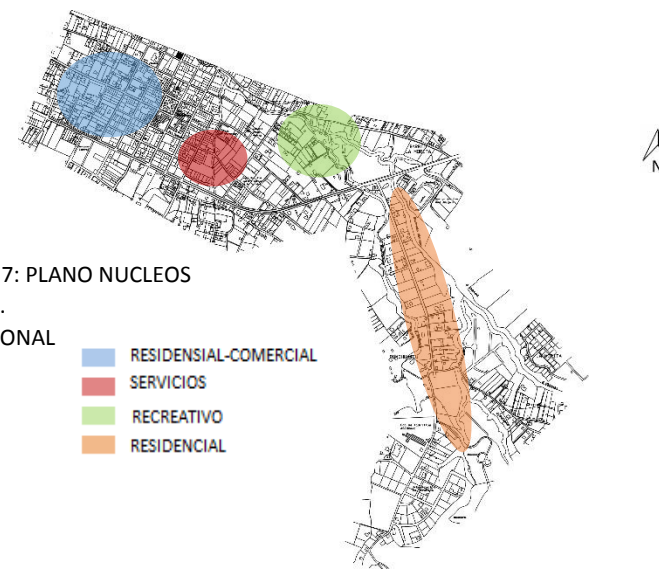 7: PLANO NUCLEOS
.
ONAL
RESIDENSIAL-COMERCIAL
SERVICIOS
RECREATIVO
RESIDENCIAL
N